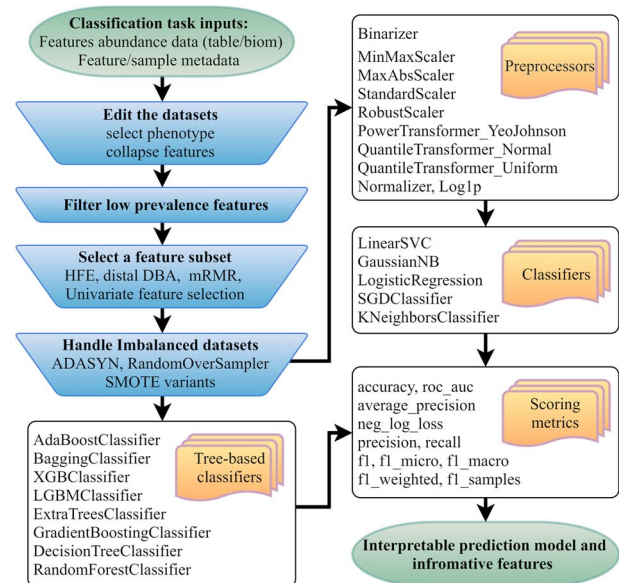 Classification task inputs:
Features abundance data (table/biom)
Feature/sample metadata
Edit the datasets
select phenotype
collapse features
Filter low prevalence features
Select a feature subset
HFE, distal DBA, mRMR,
Univariate feature selection
Handle Imbalanced datasets
ADASYN, RandomOverSampler
SMOTE variants
AdaBoostClassifier
BaggingClassifier
XGBClassifier
LGBMClassifier
ExtraTreesClassifier
GradientBoostingClassifier
DecisionTreeClassifier
RandomForestClassifier
Tree-based
classifiers
Binarizer
MinMaxScaler
MaxAbsScaler
StandardScaler
RobustScaler
PowerTransformer_YeoJohnson
QuantileTransformer_Normal
QuantileTransformer_Uniform
Normalizer, Log1p
Preprocessors
LinearSVC
GaussianNB
LogisticRegression
SGDClassifier
KNeighborsClassifier
Classifiers
accuracy, roc_auc
average_precision
neg_log_loss
precision, recall
f1, f1_micro, f1_macro
f1_weighted, f1_samples
Scoring
metrics
Interpretable prediction model and
infromative features